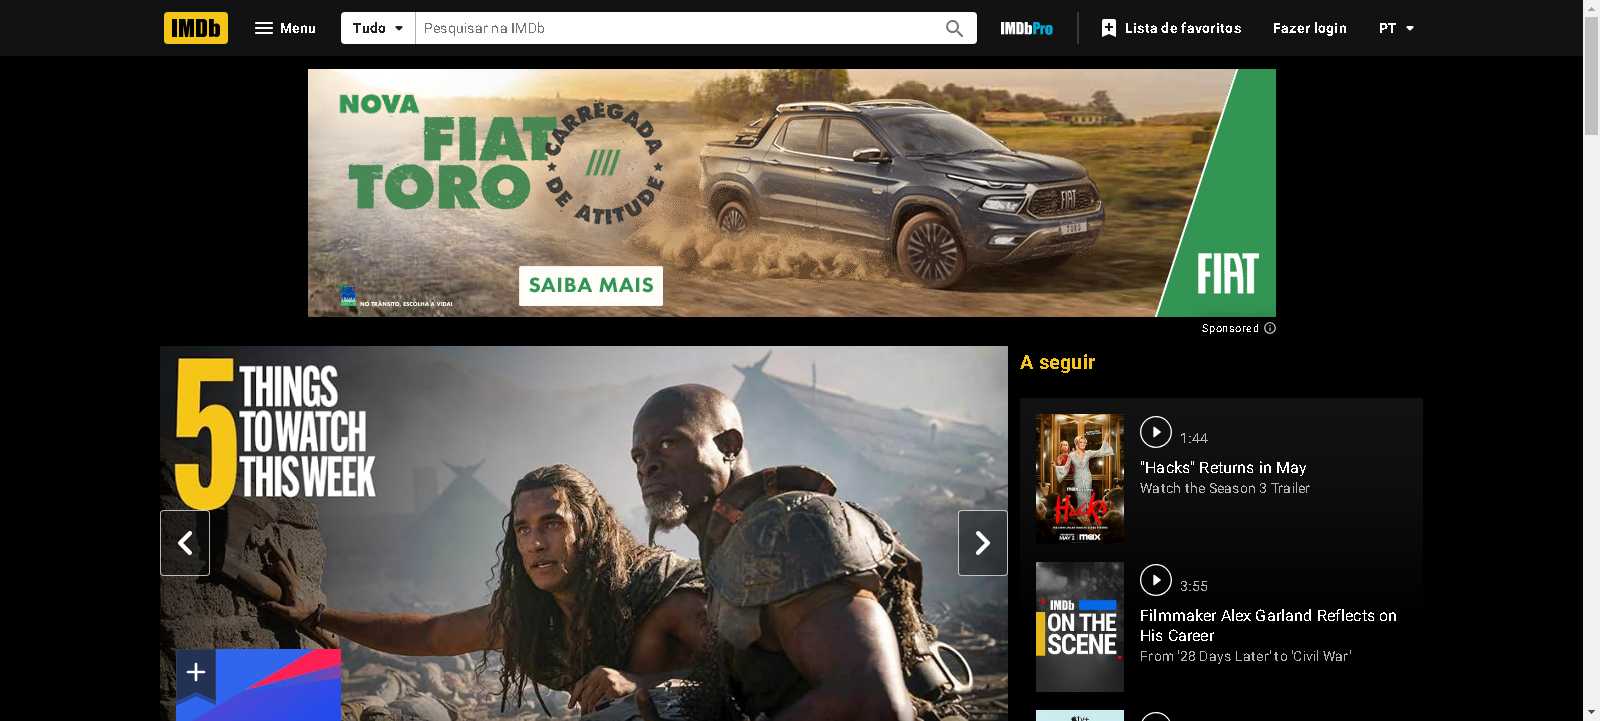 IMDb
Menu
Tudo
Pesquisar na IMDb
IMDbPro
Lista de favoritos
Fazer login
PT
NOVA
FIAT
TORO
CARREGADA
DE ATITUDE
FIAT
TORO
SAIBA MAIS
NO TRÂNSITO, ESCOLHA A VIDA!
FIAT
Sponsored
5 THINGS
TO WATCH
THIS WEEK
A seguir
Hacks
max
1:44
"Hacks" Returns in May
Watch the Season 3 Trailer
IMDb
ON THE
SCENE
3:55
Filmmaker Alex Garland Reflects on
His Career
From '28 Days Later' to 'Civil War'
tv+